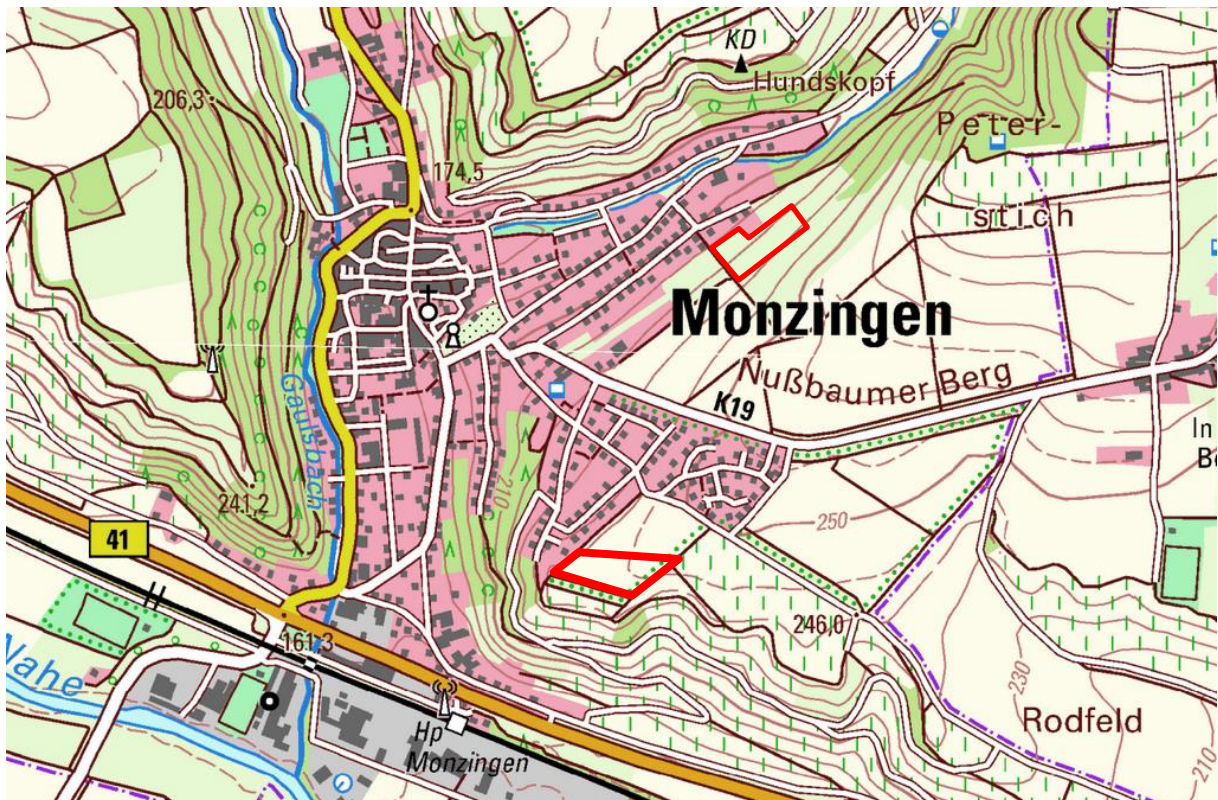 KD
Hundskopf
206,3
Peter-
174,5
stich
Monzingen
Gaulsbach
Nußbaumer Berg
K19
In
Be
210
241,2
250
41
H
246,0
161,3
230
Nahe
Rodfeld
Hp
Monzingen
210